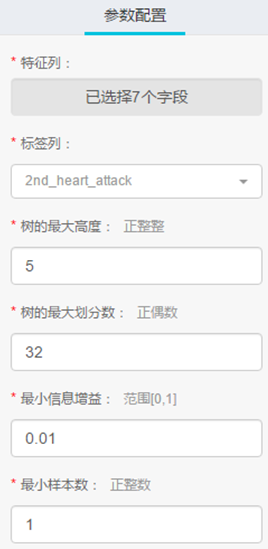 参数配置
* 特征列：
已选择7个字段
* 标签列：
2nd_heart_attack
* 树的最大高度： 正整整
5
* 树的最大划分数： 正偶数
32
* 最小信息增益： 范围[0,1]
0.01
* 最小样本数： 正整数
1